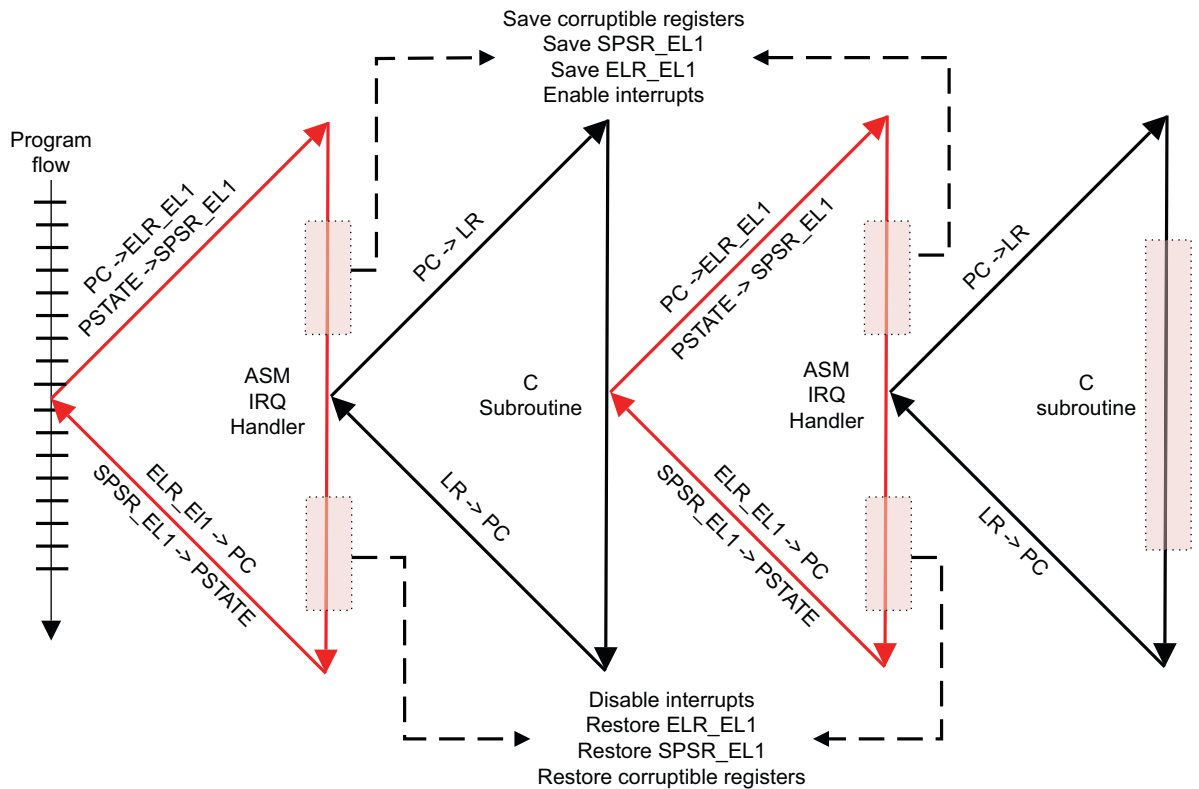 Save corruptible registers
Save SPSR_EL1
Save ELR_EL1
Enable interrupts
Program
flow
PC ->ELR_EL1
PSTATE ->SPSR_EL1
PC -> LR
PC ->ELR_EL1
PSTATE -> SPSR_EL1
PC ->LR
ASM
IRQ
Handler
C
Subroutine
ASM
IRQ
Handler
C
subroutine
ELR_El1 -> PC
SPSR_EL1 -> PSTATE
LR -> PC
ELR_EL1 -> PC
SPSR_EL1 -> PSTATE
LR -> PC
Disable interrupts
Restore ELR_EL1
Restore SPSR_EL1
Restore corruptible registers